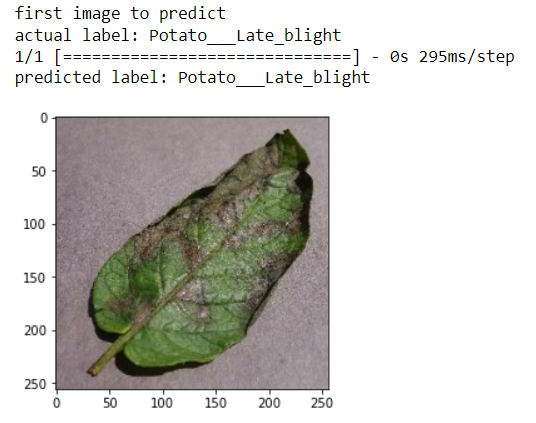 first image to predict
actual label: Potato___Late_blight
1/1 [==============================] - 0s 295ms/step
predicted label: Potato___Late_blight
0
50
100
150
200
250
0 50 100 150 200 250